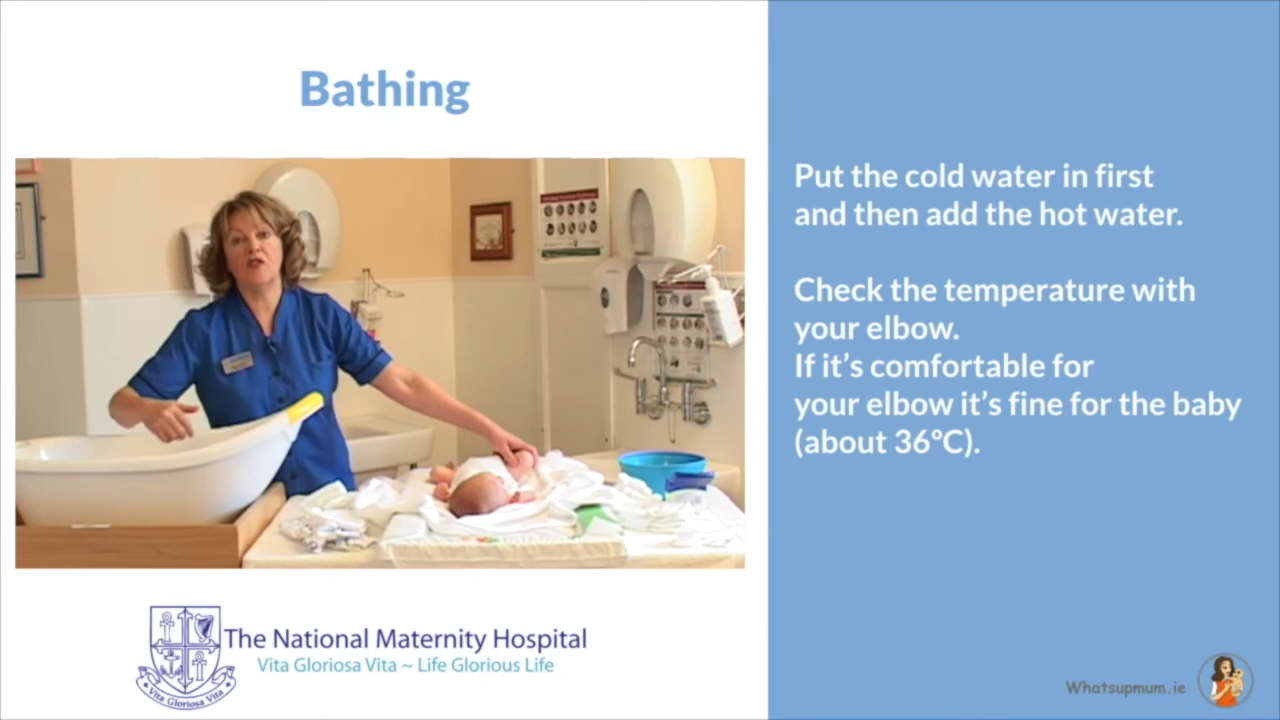 Bathing
Put the cold water in first
and then add the hot water.
Check the temperature with
your elbow.
If it's comfortable for
your elbow it's fine for the baby
(about 36°C).
The National Maternity Hospital
Vita Gloriosa Vita ~ Life Glorious Life
Vita Gloriosa Vita
Whatsupmum.ie